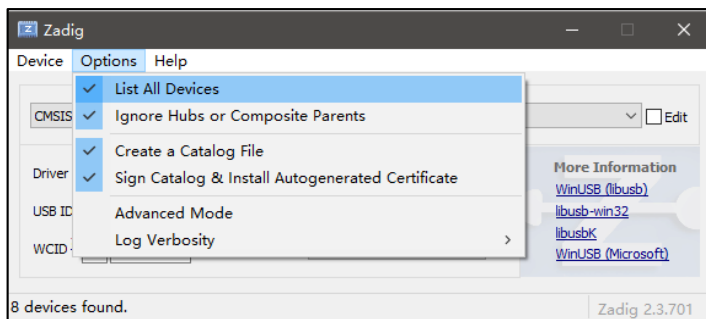 Zadig
Device Options Help
List All Devices
CMSIS Ignore Hubs or Composite Parents Edit
Create a Catalog File
Driver Sign Catalog & Install Autogenerated Certificate
USB ID Advanced Mode
WCID Log Verbosity
More Information
WinUSB (libusb)
libusb-win32
libusbK
WinUSB (Microsoft)
8 devices found. Zadig 2.3.701